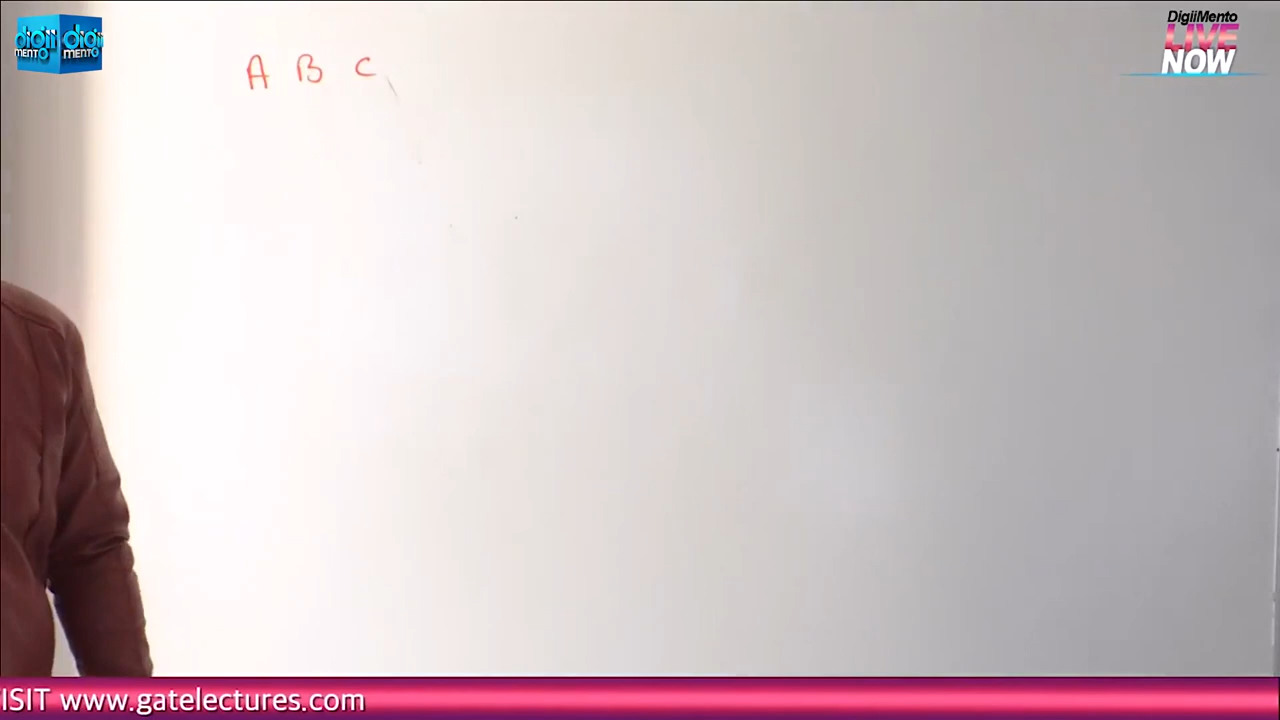 digii digii
MENTO MENTO
DigiiMento
LIVE
NOW
A B C
ISIT www.gatelectures.com